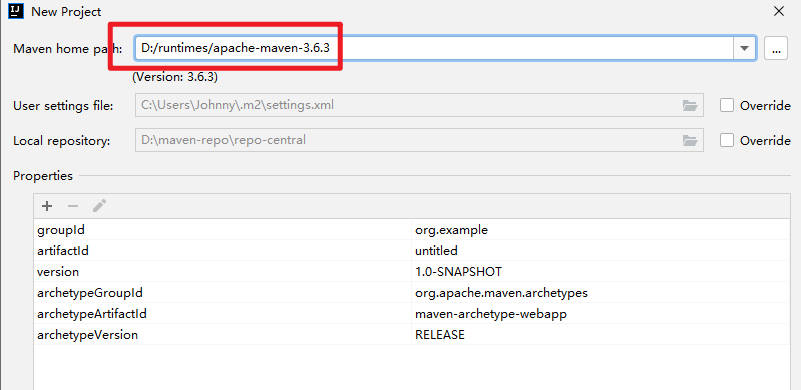 New Project
Maven home path: D:/runtimes/apache-maven-3.6.3 ...
(Version: 3.6.3)
User settings file: C:\Users\Johnny\.m2\settings.xml Override
Local repository: D:\maven-repo\repo-central Override
Properties
groupId org.example
artifactId untitled
version 1.0-SNAPSHOT
archetypeGroupId org.apache.maven.archetypes
archetypeArtifactId maven-archetype-webapp
archetypeVersion RELEASE